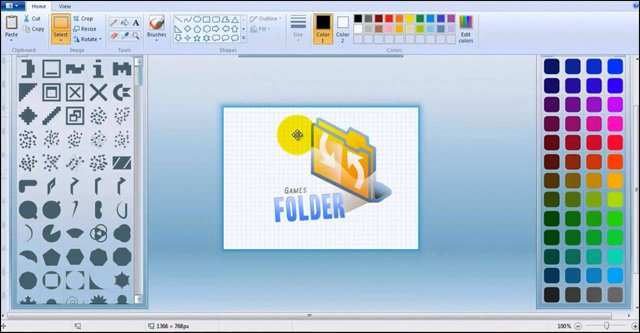 Home View
Paste
Cut
Copy
Select
Crop
Resize
Rotate
Brushes
Outline
Fill
Size
Color 1
Color 2
Edit colors
Clipboard
Image
Tools
Shapes
Colors
GAMES
FOLDER
1366 × 768px
100%